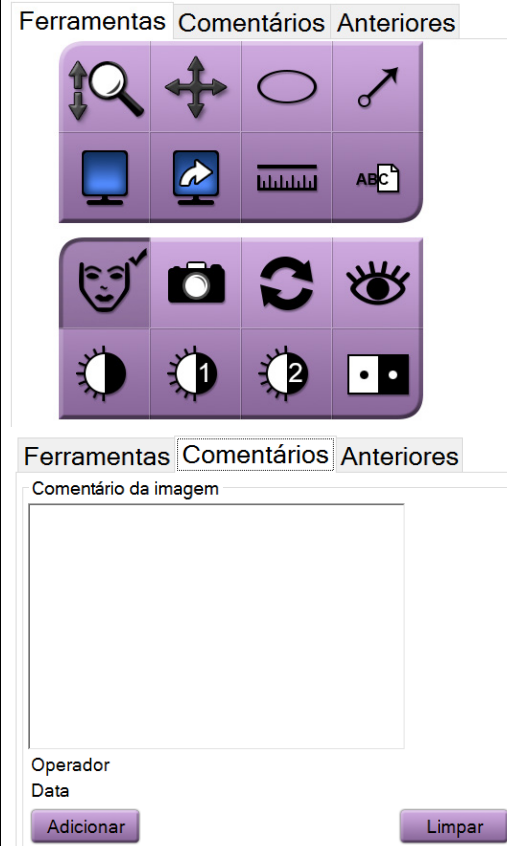 Ferramentas Comentários Anteriores
ABC
1 2
Ferramentas Comentários Anteriores
Comentário da imagem
Operador
Data
Adicionar Limpar